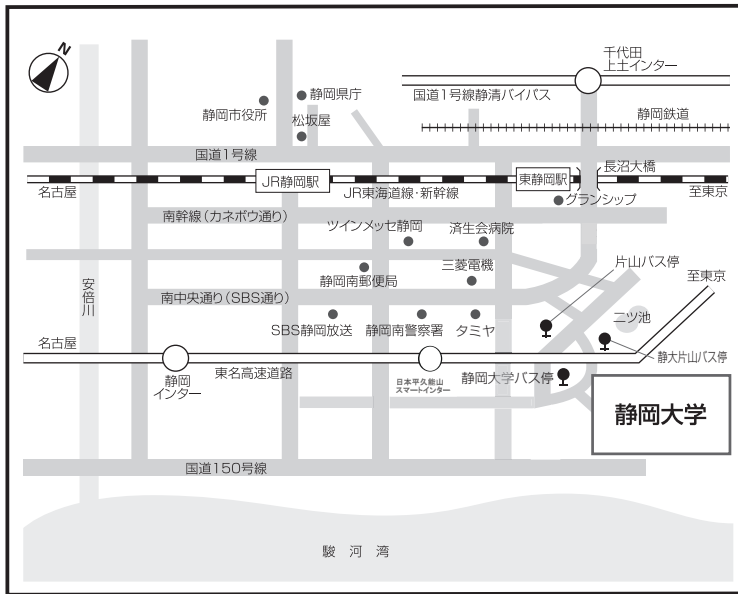 N
千代田
上土インター
国道1号線静清バイパス
静岡県庁
静岡市役所
松坂屋
静岡鉄道
国道1号線
長沼大橋
JR静岡駅
東静岡駅
名古屋
JR東海道線・新幹線
至東京
グランシップ
南幹線(カネボウ通り)
ツインメッセ静岡
済生会病院
片山バス停
静岡南郵便局
三菱電機
至東京
安倍川
南中央通り(SBS通り)
SBS静岡放送
静岡南警察署
タミヤ
二ツ池
名古屋
静大片山バス停
静岡
インター
東名高速道路
日本平久能山
スマートインター
静岡大学バス停
静岡大学
国道150号線
駿河湾